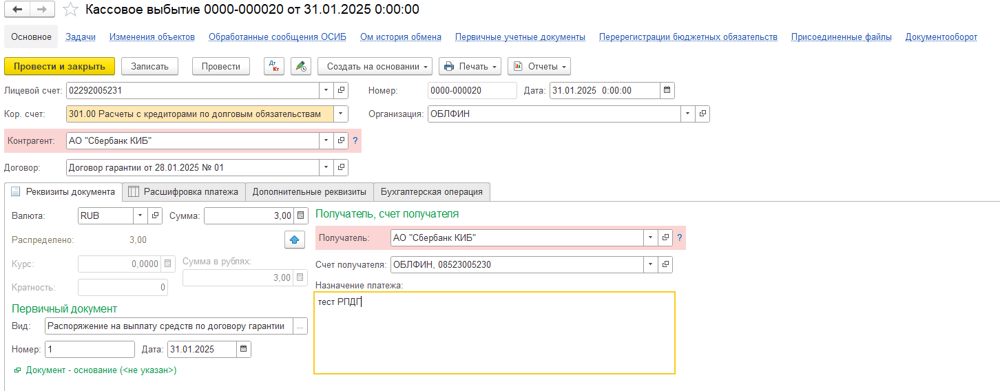 Кассовое выбытие 0000-000020 от 31.01.2025 0:00:00
Основное Задачи Изменения объектов Обработанные сообщения ОСИБ Ом история обмена Первичные учетные документы Перерегистрации бюджетных обязательств Присоединенные файлы Документооборот
Провести и закрыть Записать Провести Дт Кт Создать на основании Печать Отчеты
Лицевой счет: 02292005231 Номер: 0000-000020 Дата: 31.01.2025 0:00:00
Кор. счет: 301.00 Расчеты с кредиторами по долговым обязательствам Организация: ОБЛФИН
Контрагент: АО "Сбербанк КИБ" ?
Договор: Договор гарантии от 28.01.2025 № 01
Реквизиты документа Расшифровка платежа Дополнительные реквизиты Бухгалтерская операция
Валюта: RUB Сумма: 3,00 Получатель, счет получателя
Распределено: 3,00 Получатель: АО "Сбербанк КИБ" ?
Курс: 0,0000 Сумма в рублях: Счет получателя: ОБЛФИН, 08523005230
3,00
Кратность: 0 Назначение платежа:
тест РПДГ
Первичный документ
Вид: Распоряжение на выплату средств по договору гарантии ...
Номер: 1 Дата: 31.01.2025
Документ - основание (<не указан>)